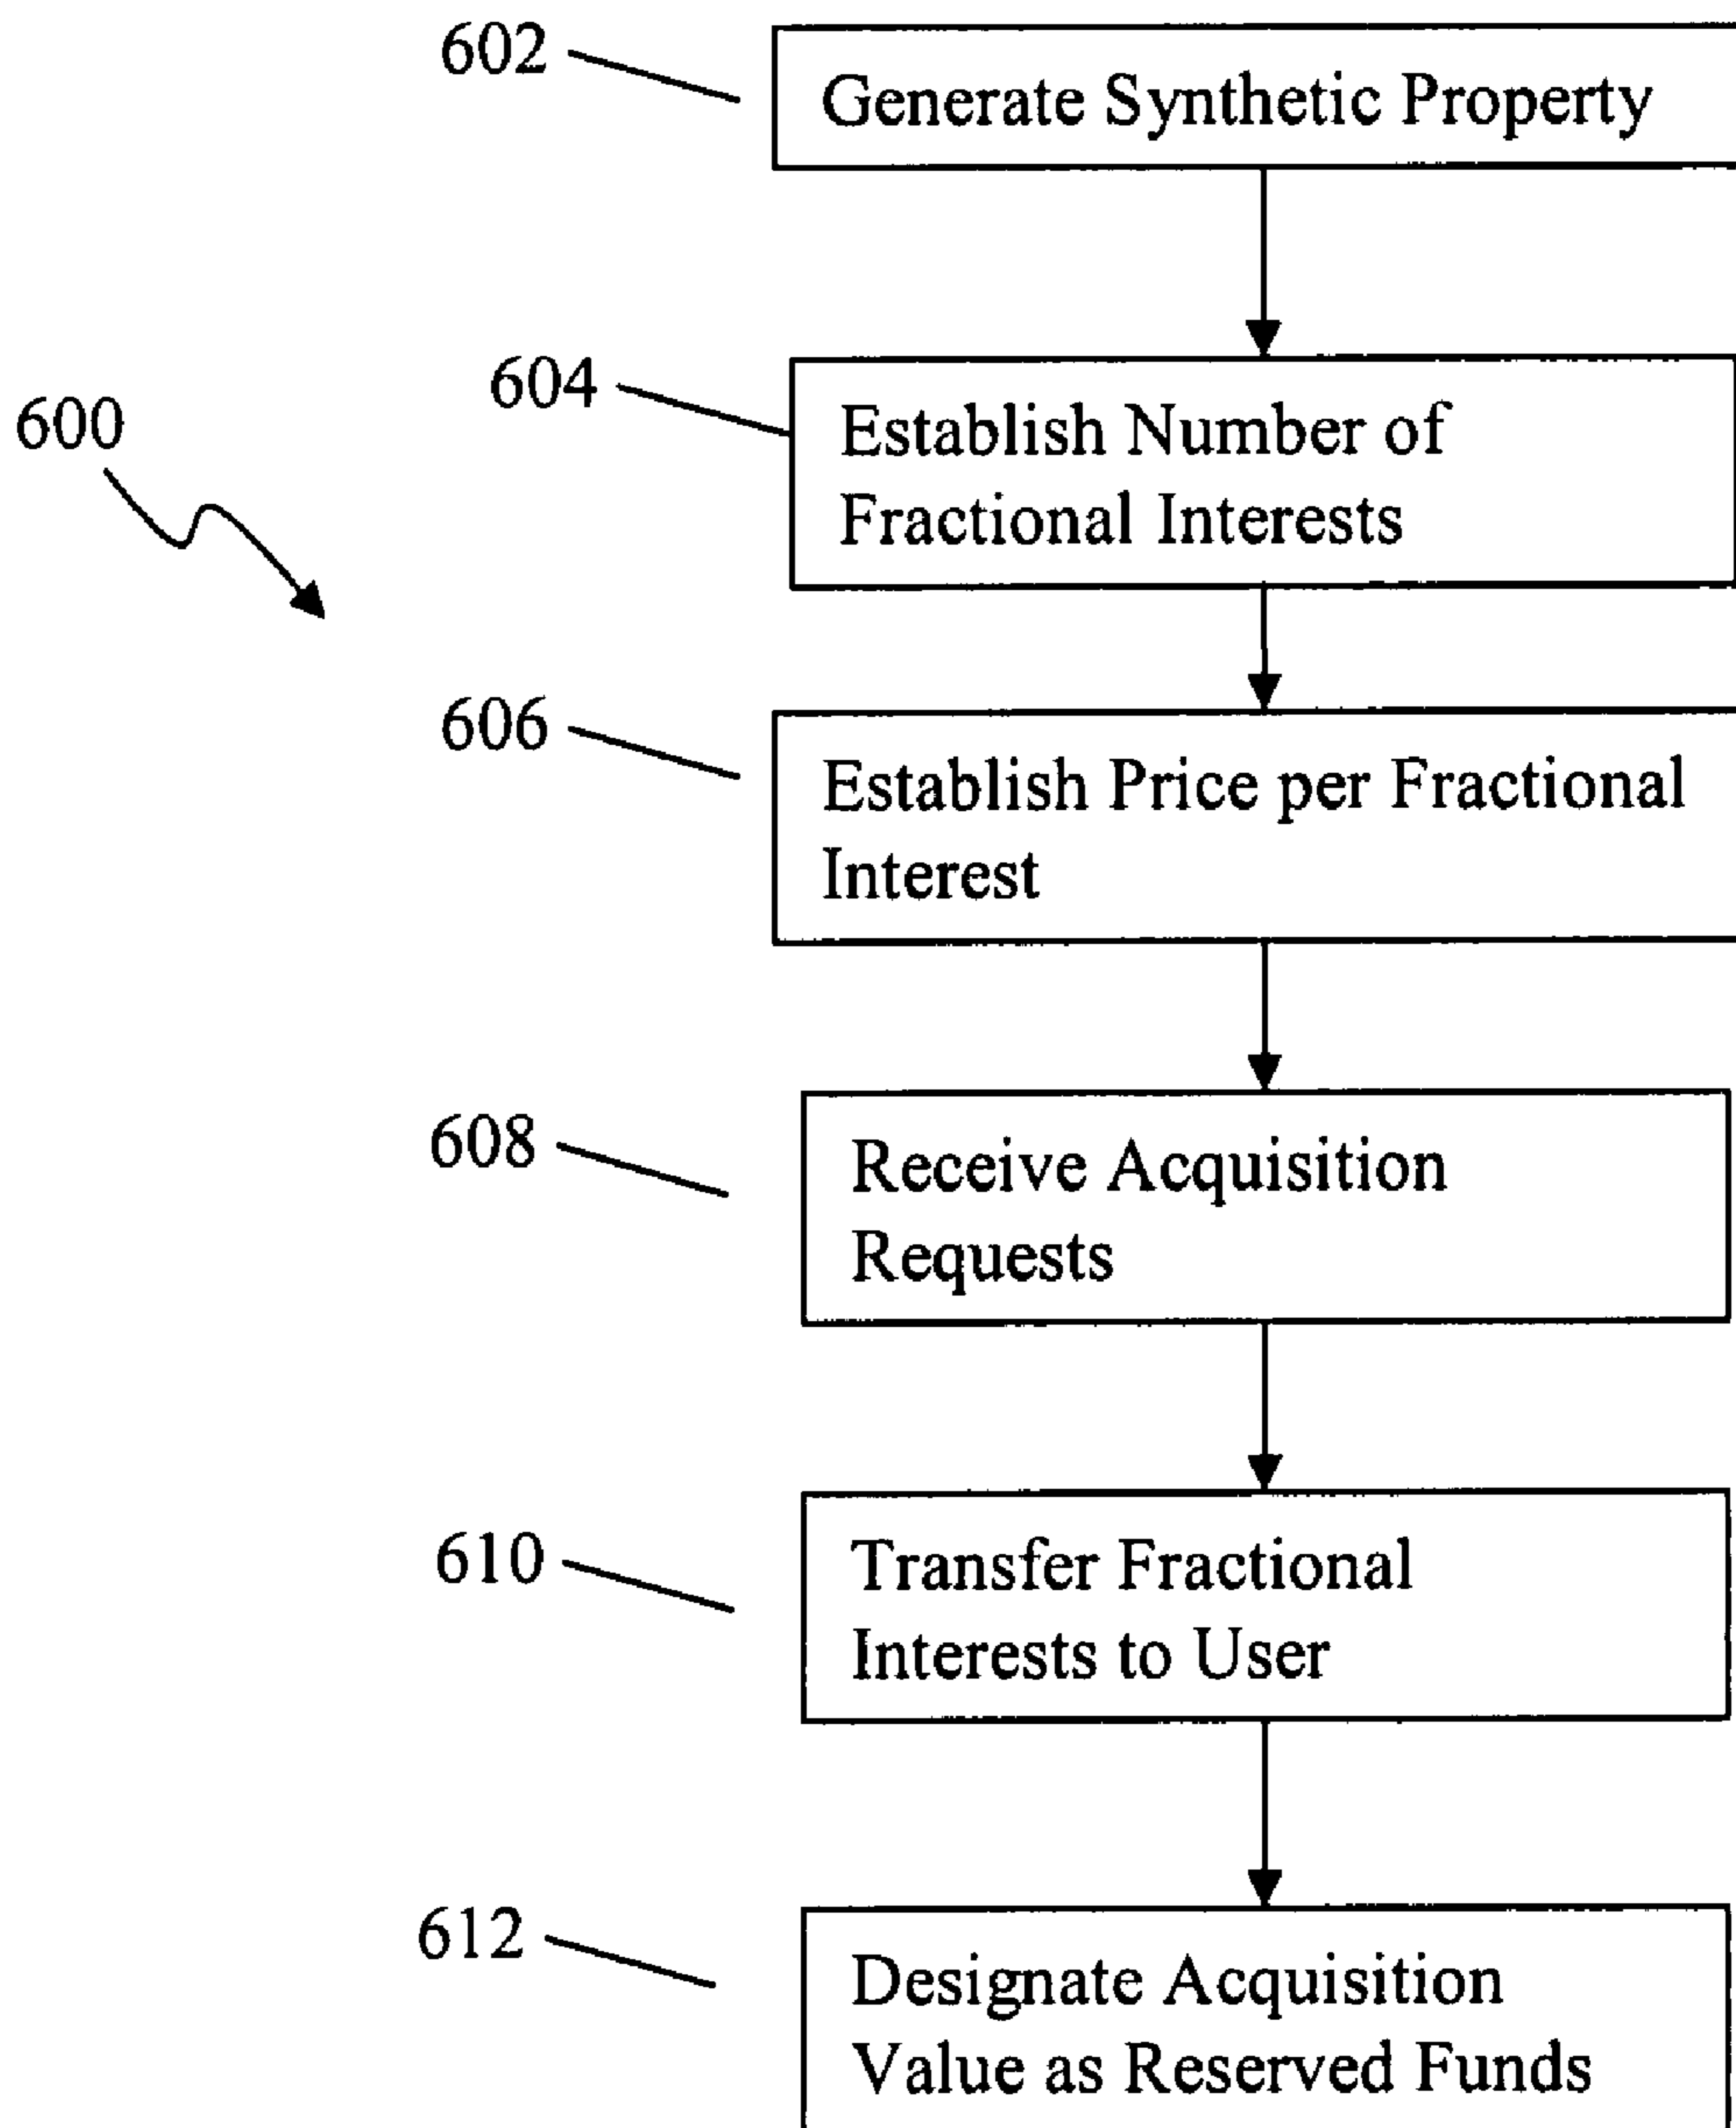 602
Generate Synthetic Property
600
604
Establish Number of
Fractional Interests
606
Establish Price per Fractional
Interest
608
Receive Acquisition
Requests
610
Transfer Fractional
Interests to User
612
Designate Acquisition
Value as Reserved Funds